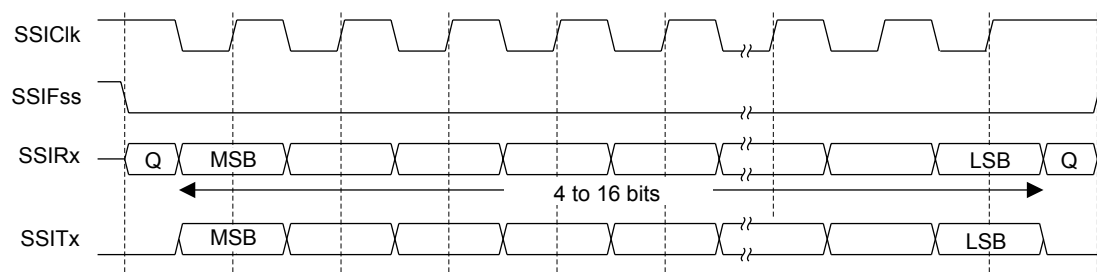 SSIClk
SSIFss
SSIRx Q MSB LSB Q
4 to 16 bits
SSITx MSB LSB